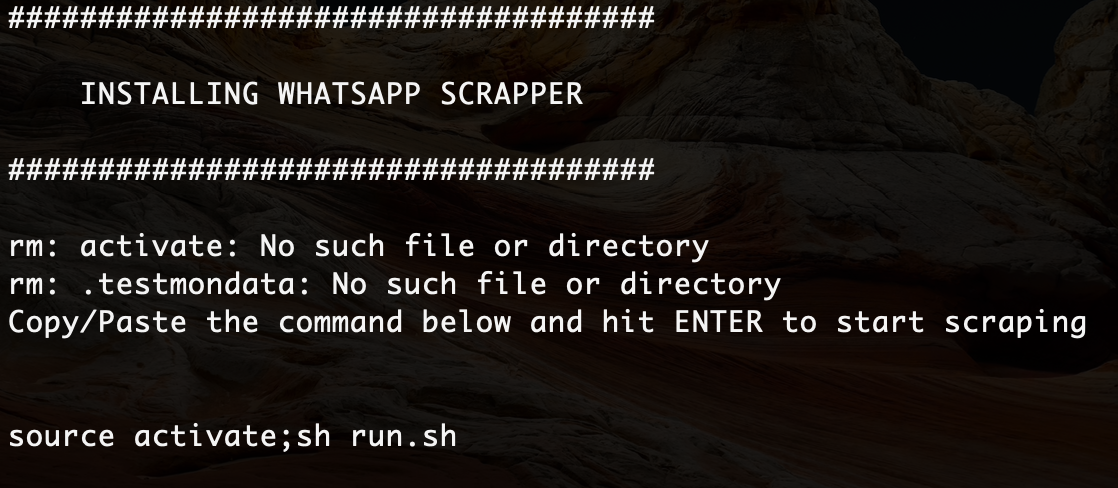 ####################################
INSTALLING WHATSAPP SCRAPPER
####################################
rm: activate: No such file or directory
rm: .testmondata: No such file or directory
Copy/Paste the command below and hit ENTER to start scraping
source activate;sh run.sh